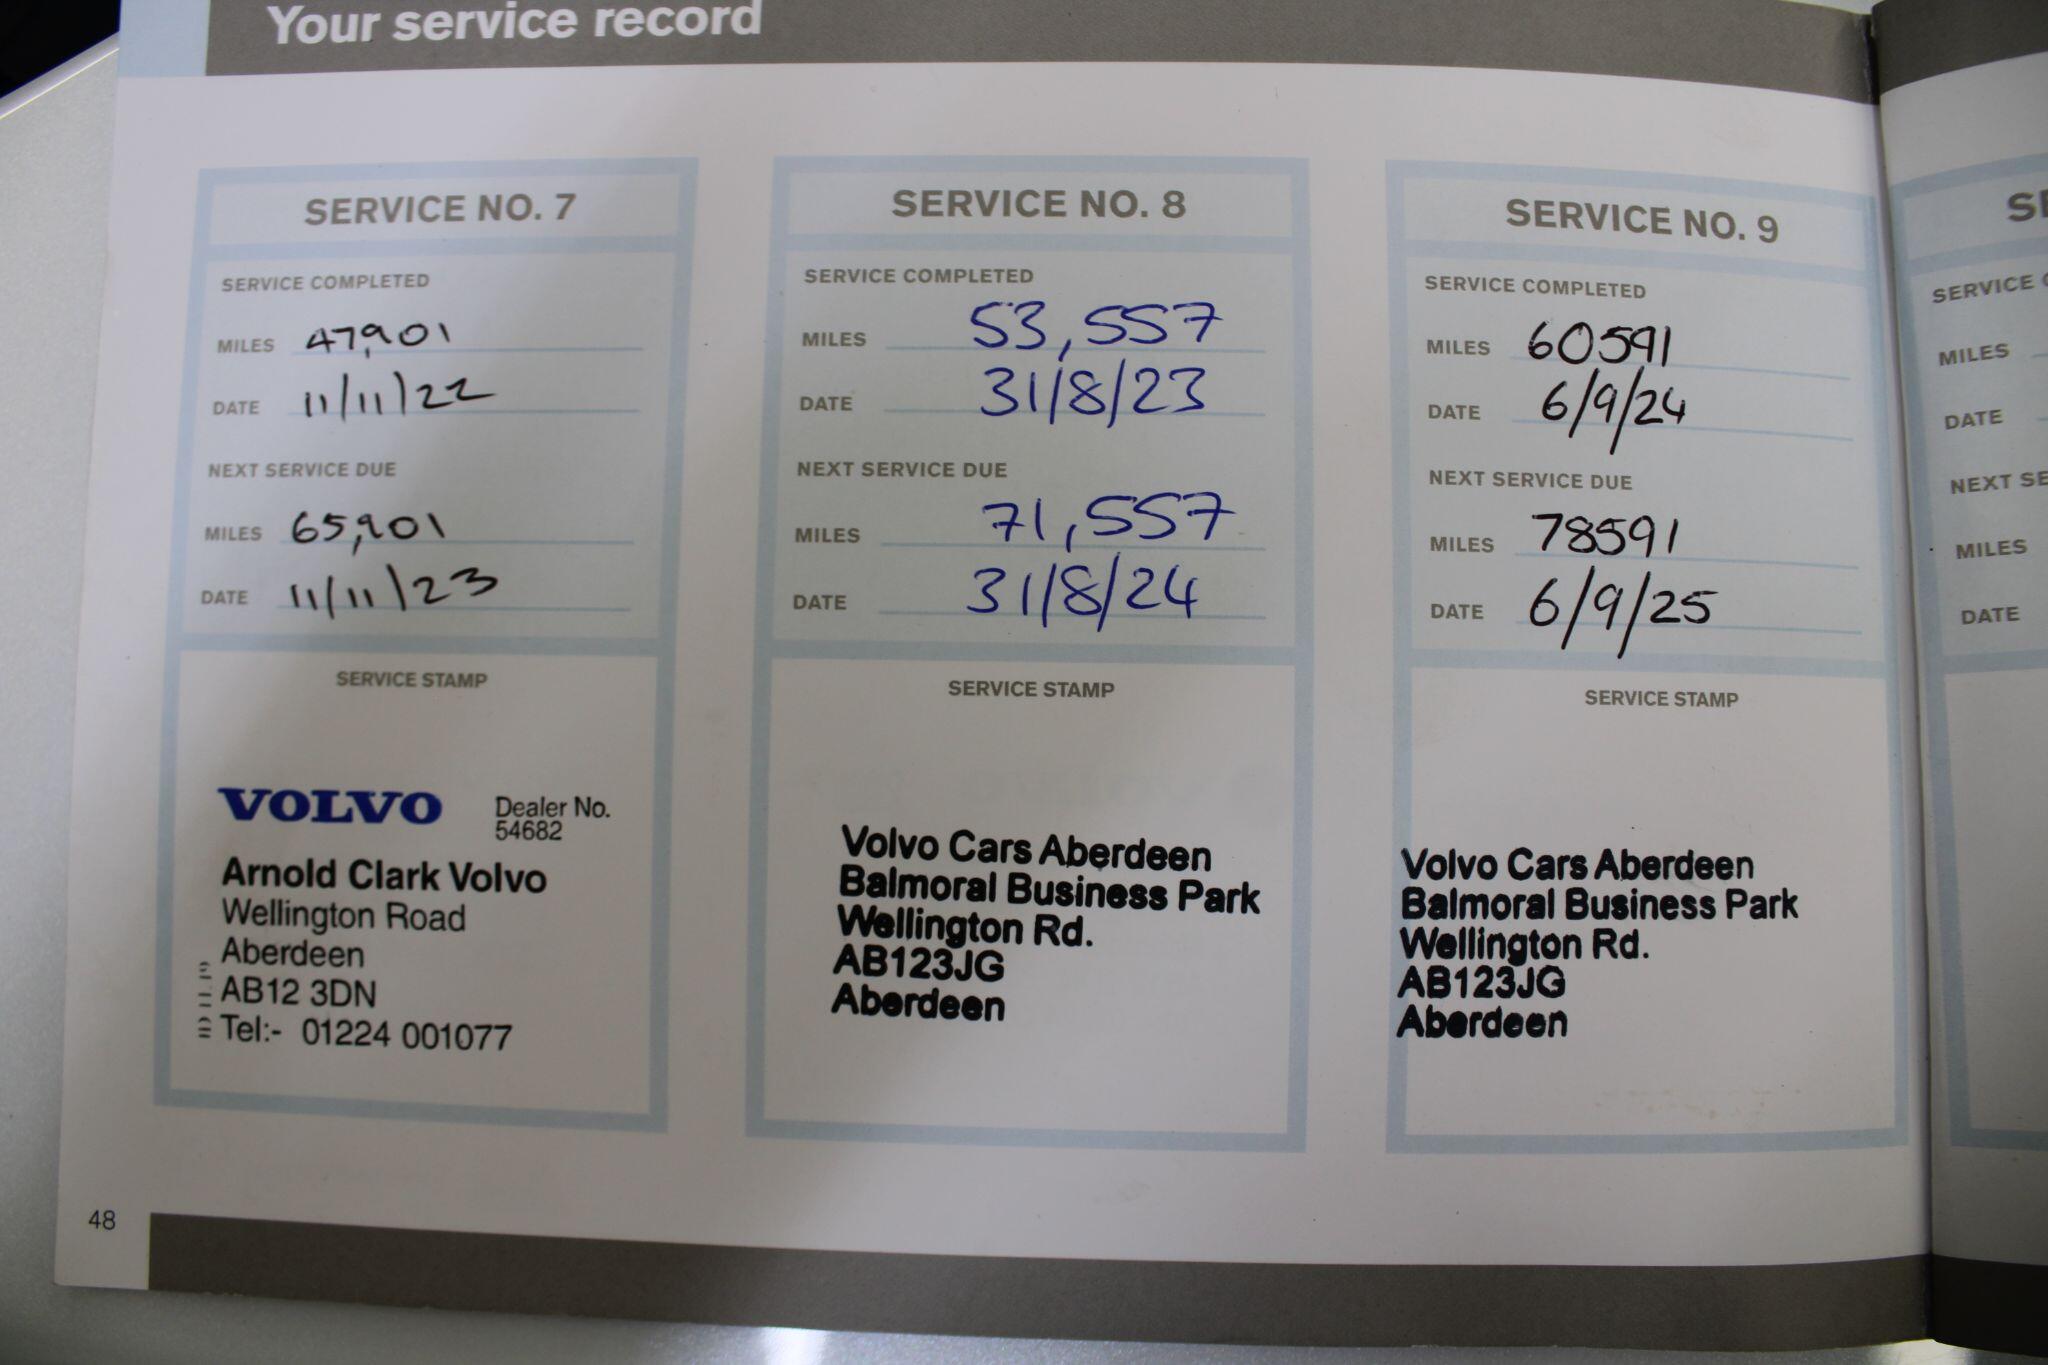 Your service record
SERVICE NO. 7
SERVICE COMPLETED
MILES 47,901
DATE 11/11/22
NEXT SERVICE DUE
MILES 65,901
DATE 11/11/23
SERVICE STAMP
VOLVO Dealer No.
54682
Arnold Clark Volvo
Wellington Road
Aberdeen
AB12 3DN
Tel:- 01224 001077
SERVICE NO. 8
SERVICE COMPLETED
MILES 53,557
DATE 31/8/23
NEXT SERVICE DUE
MILES 71,557
DATE 31/8/24
SERVICE STAMP
Volvo Cars Aberdeen
Balmoral Business Park
Wellington Rd.
AB123JG
Aberdeen
SERVICE NO. 9
SERVICE COMPLETED
MILES 60591
DATE 6/9/24
NEXT SERVICE DUE
MILES 78591
DATE 6/9/25
SERVICE STAMP
Volvo Cars Aberdeen
Balmoral Business Park
Wellington Rd.
AB123JG
Aberdeen
SERVICE
MILES
DATE
NEXT
MILES
DATE
48